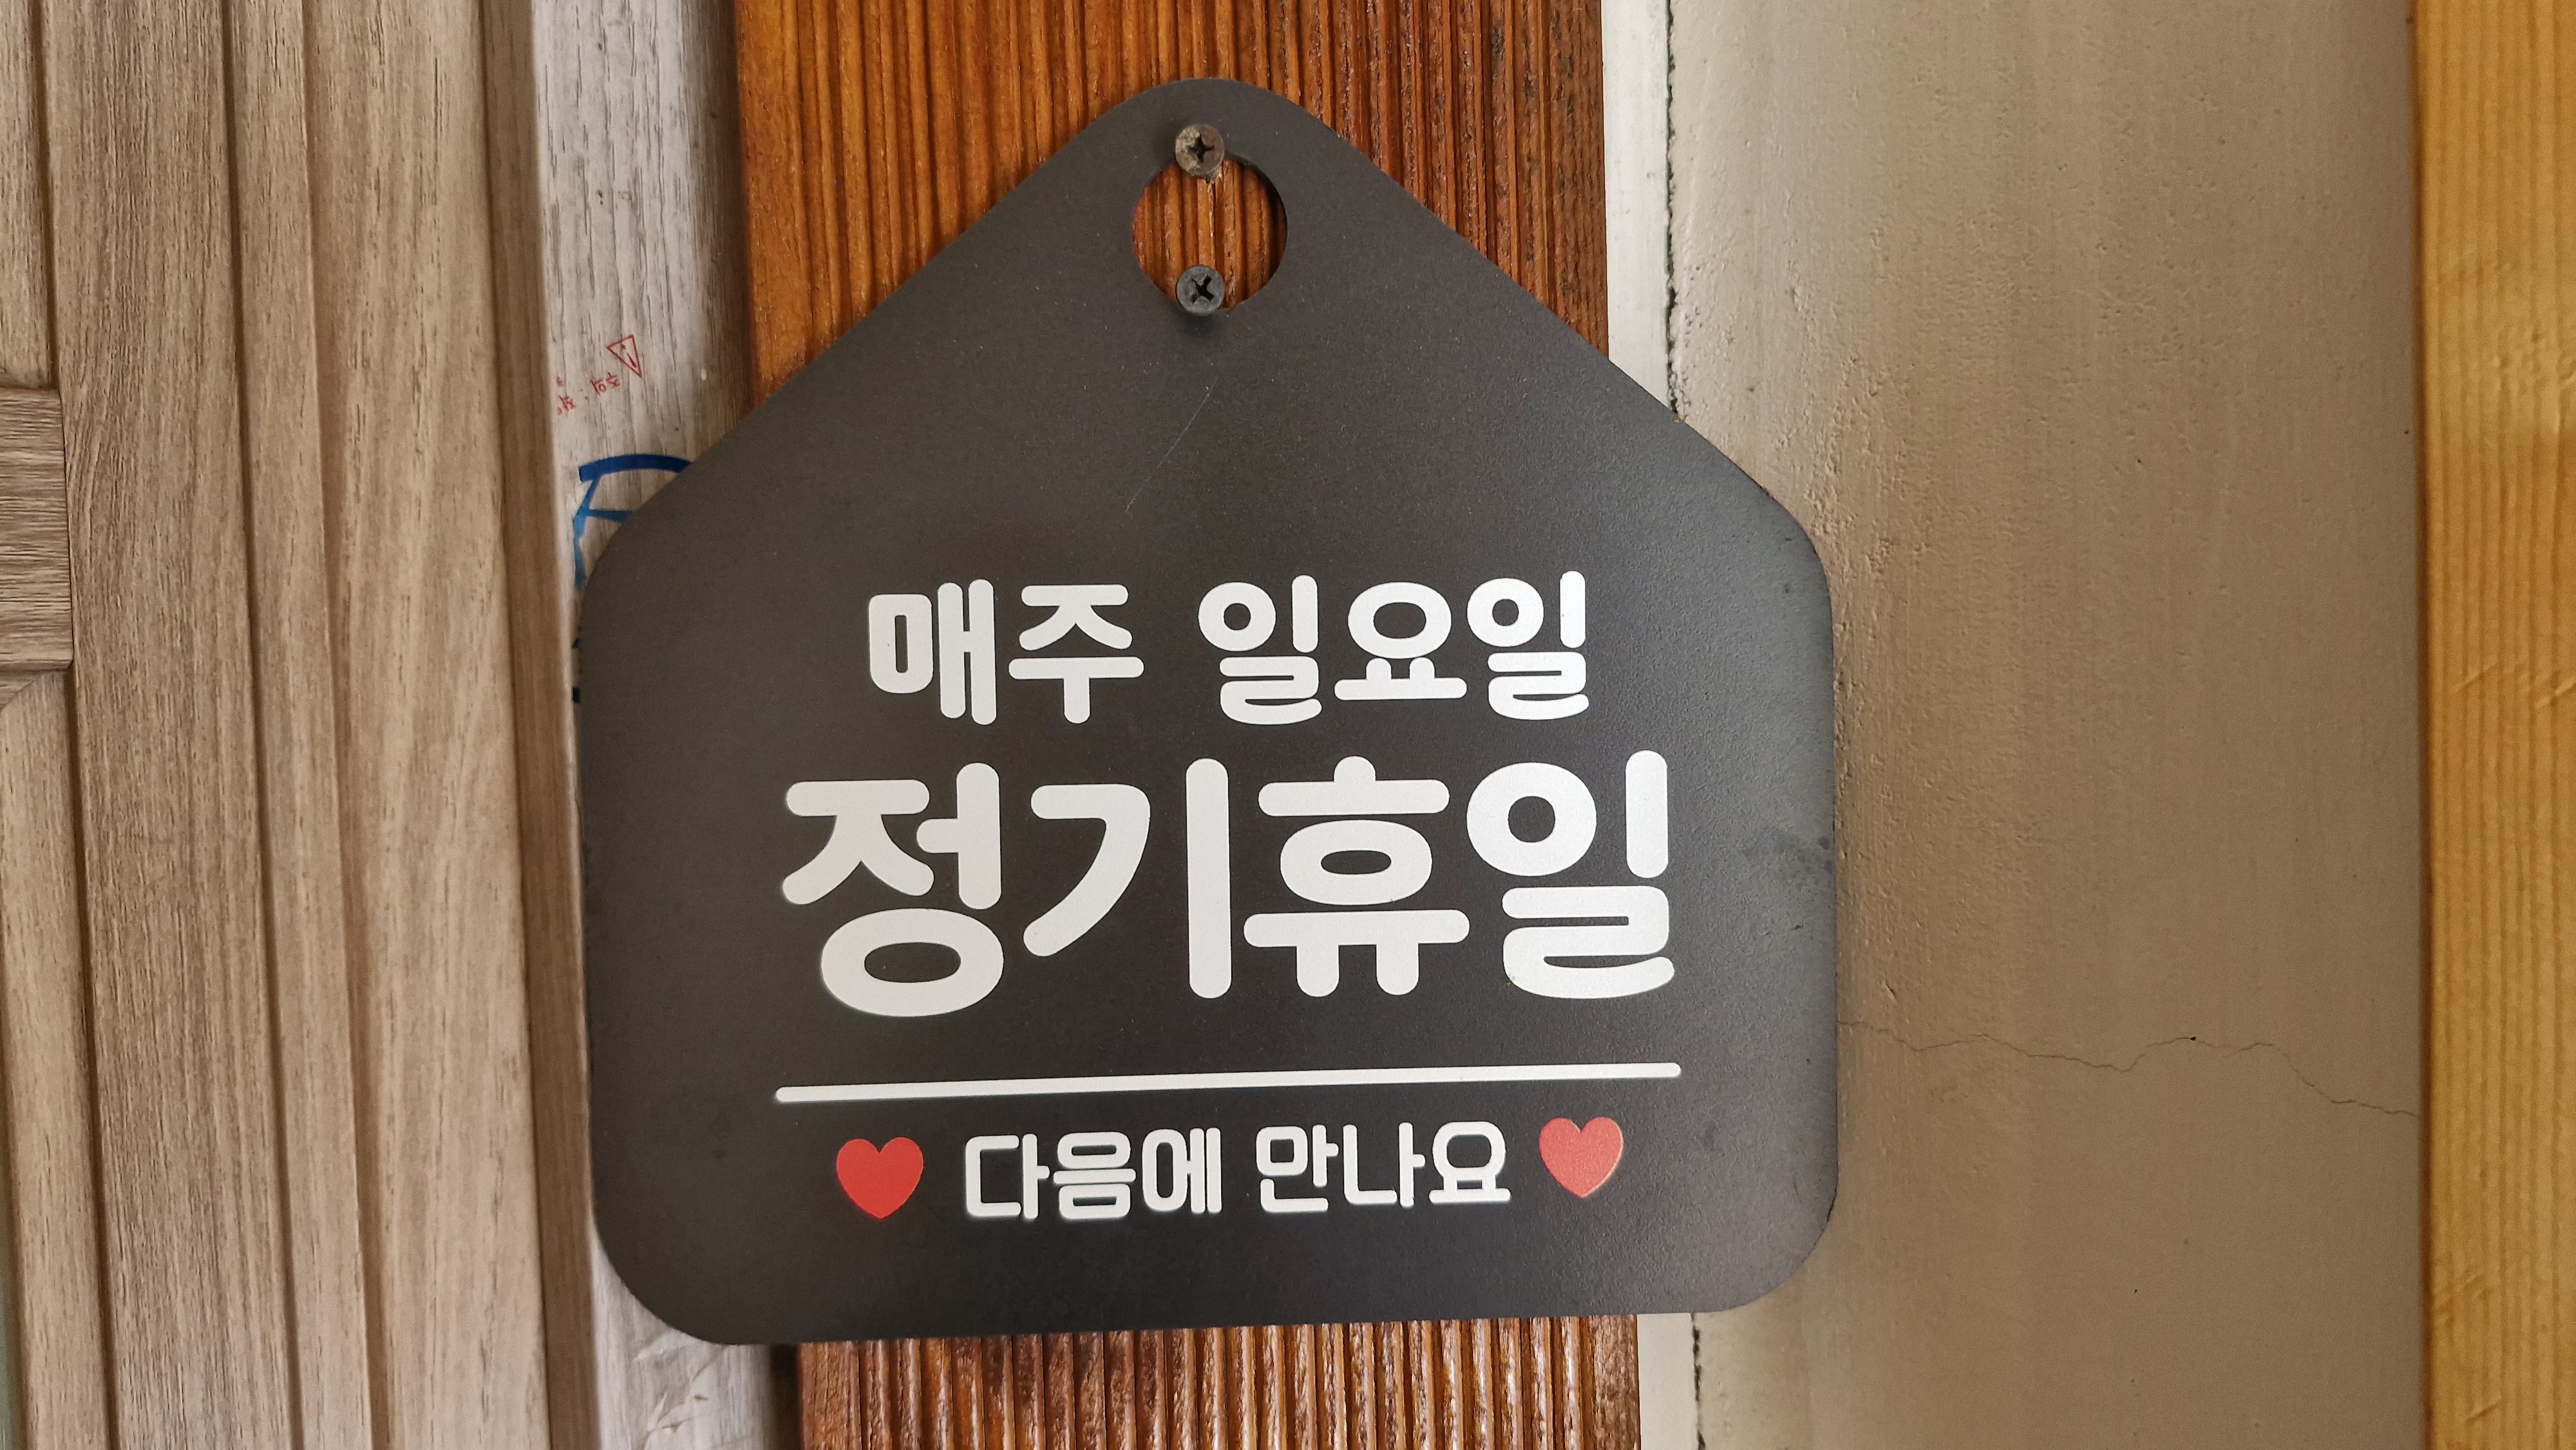 매주 일요일
정기휴일
❤ 다음에 만나요 ❤